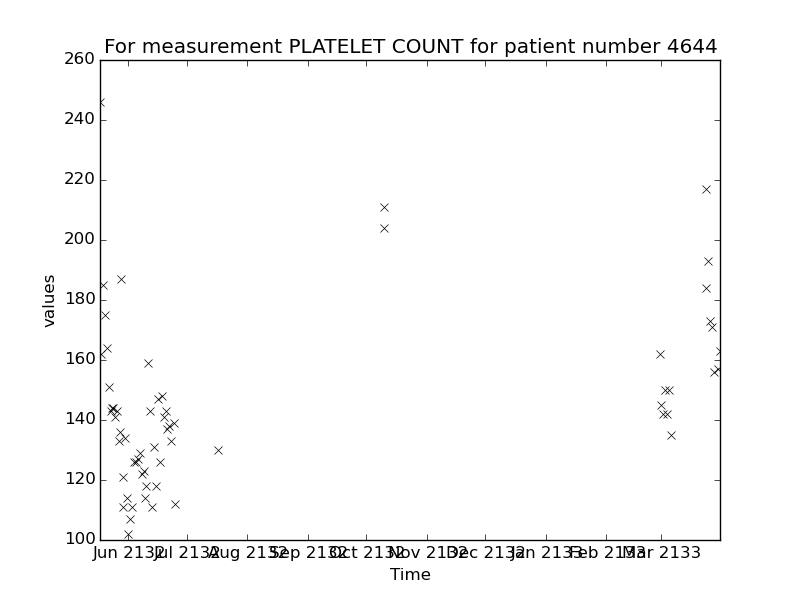 For measurement PLATELET COUNT for patient number 4644
260
240
220
200
180
160
140
120
100
values
Jun 2132 Jul 2132 Aug 2132 Sep 2132 Oct 2132 Nov 2132 Dec 2132 Jan 2133 Feb 2133 Mar 2133
Time